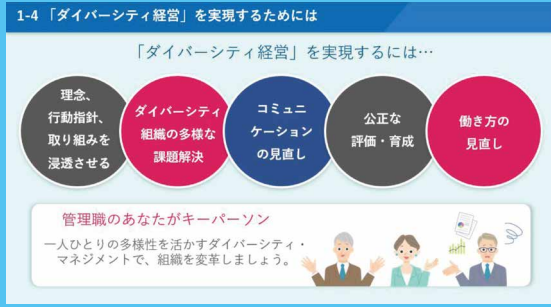 1-4 「ダイバーシティ経営」を実現するためには
「ダイバーシティ経営」を実現するには…
理念、
行動指針、
取り組みを
浸透させる
ダイバーシティ
組織の多様な
課題解決
コミュニ
ケーション
の見直し
公正な
評価・育成
働き方の
見直し
管理職のあなたがキーパーソン
一人ひとりの多様性を活かすダイバーシティ・
マネジメントで、組織を変革しましょう。